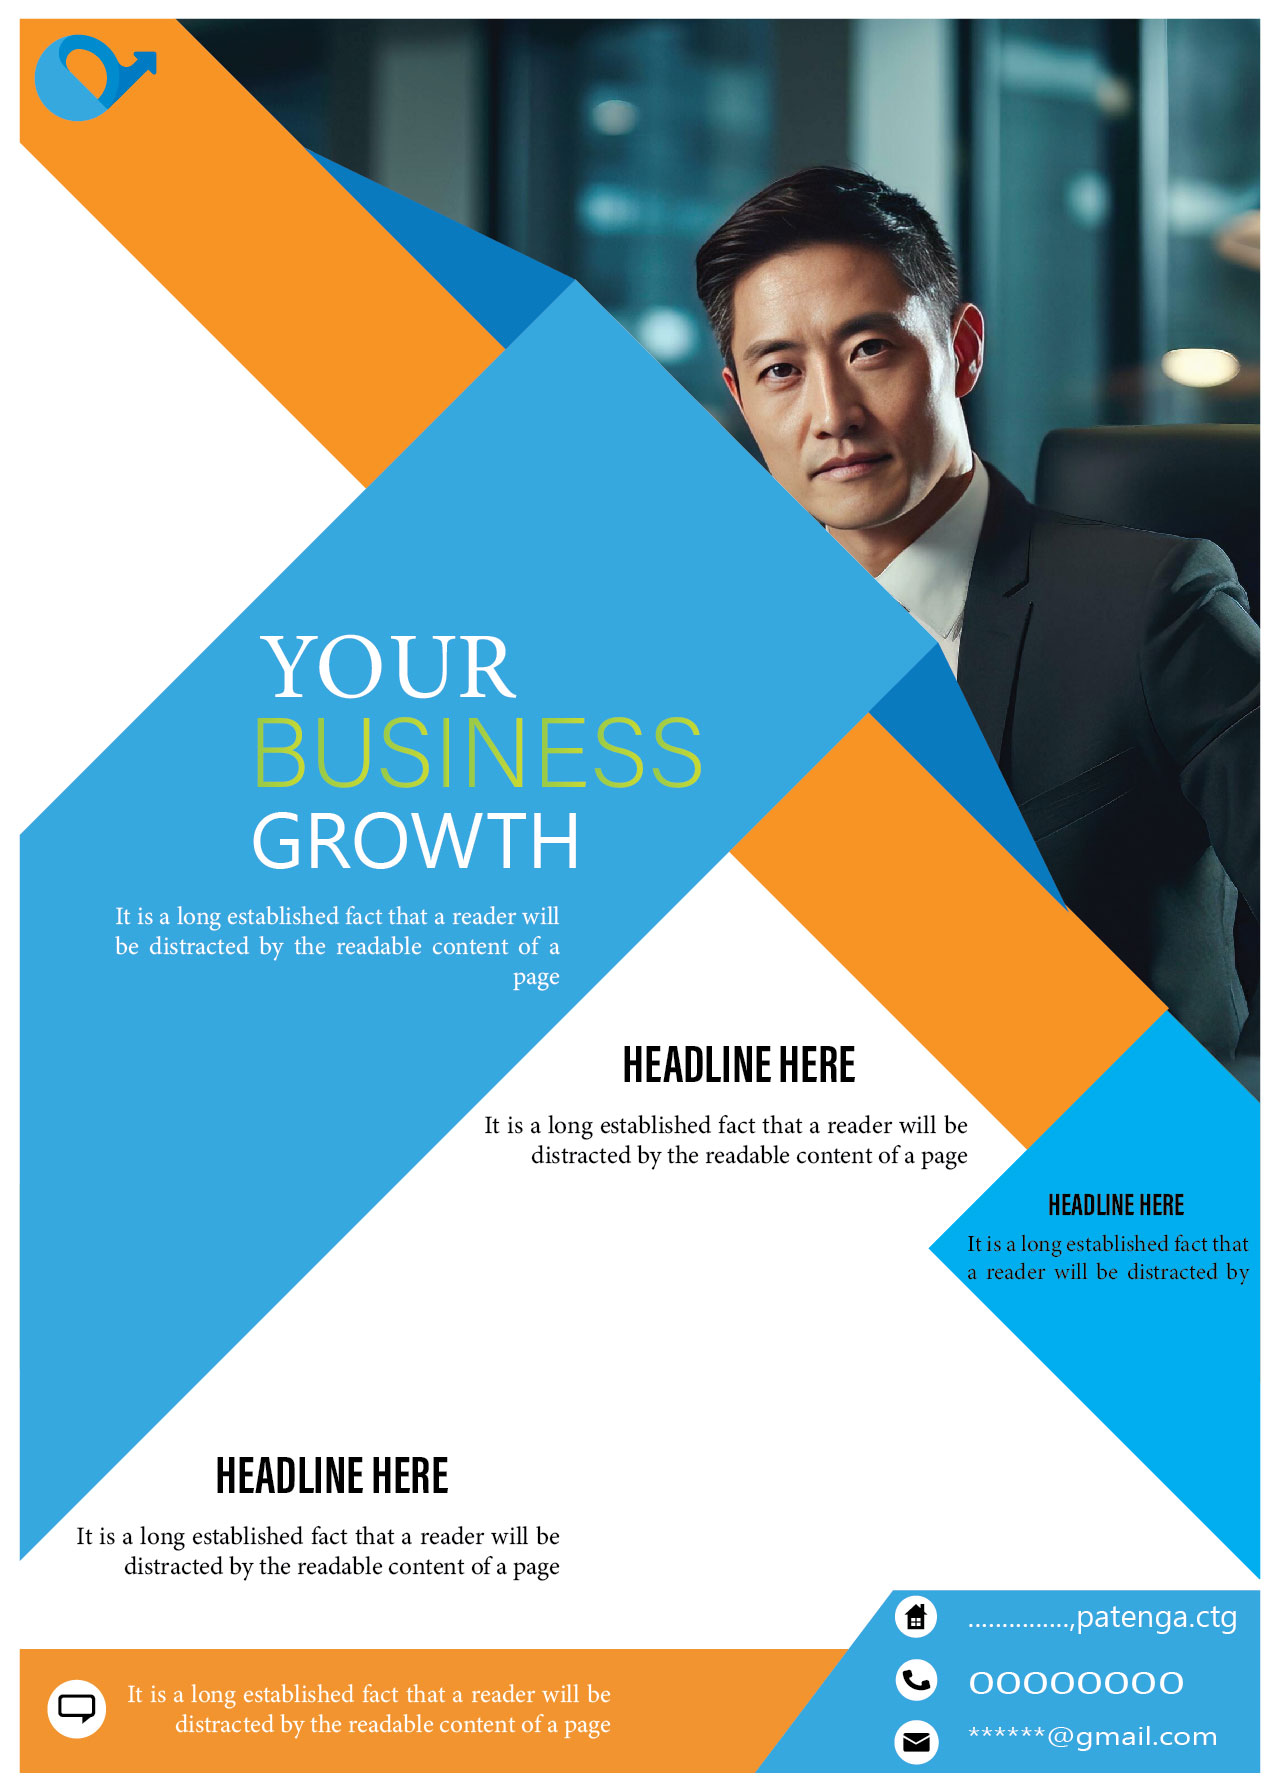 YOUR
BUSINESS
GROWTH
It is a long established fact that a reader will
be distracted by the readable content of a
page
HEADLINE HERE
It is a long established fact that a reader will be
distracted by the readable content of a page
HEADLINE HERE
It is a long established fact that
a reader will be distracted by
HEADLINE HERE
It is a long established fact that a reader will be
distracted by the readable content of a page
It is a long established fact that a reader will be
distracted by the readable content of a page
...............,patenga.ctg
OOOOOOOO
******@gmail.com